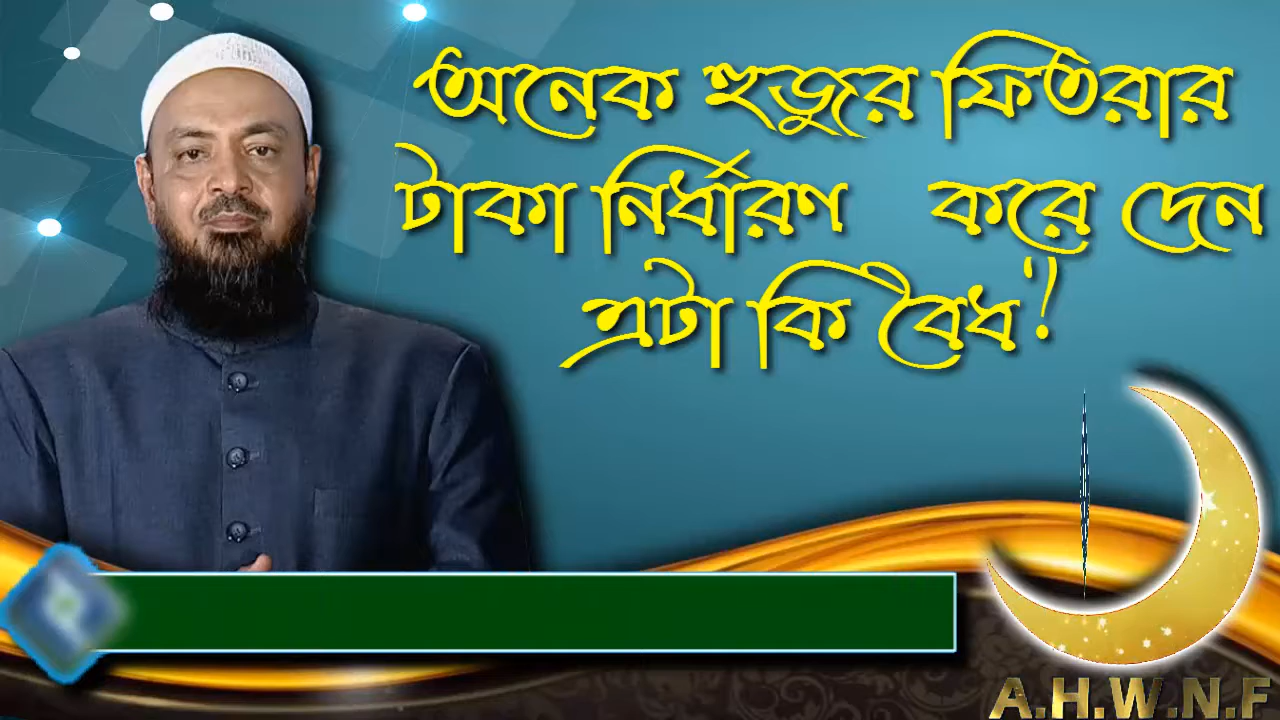 অনেক হুজুর ফিতরার
টাকা নির্ধারণ করে দেন
এটা কি বৈধ?
A.H.W.N.F